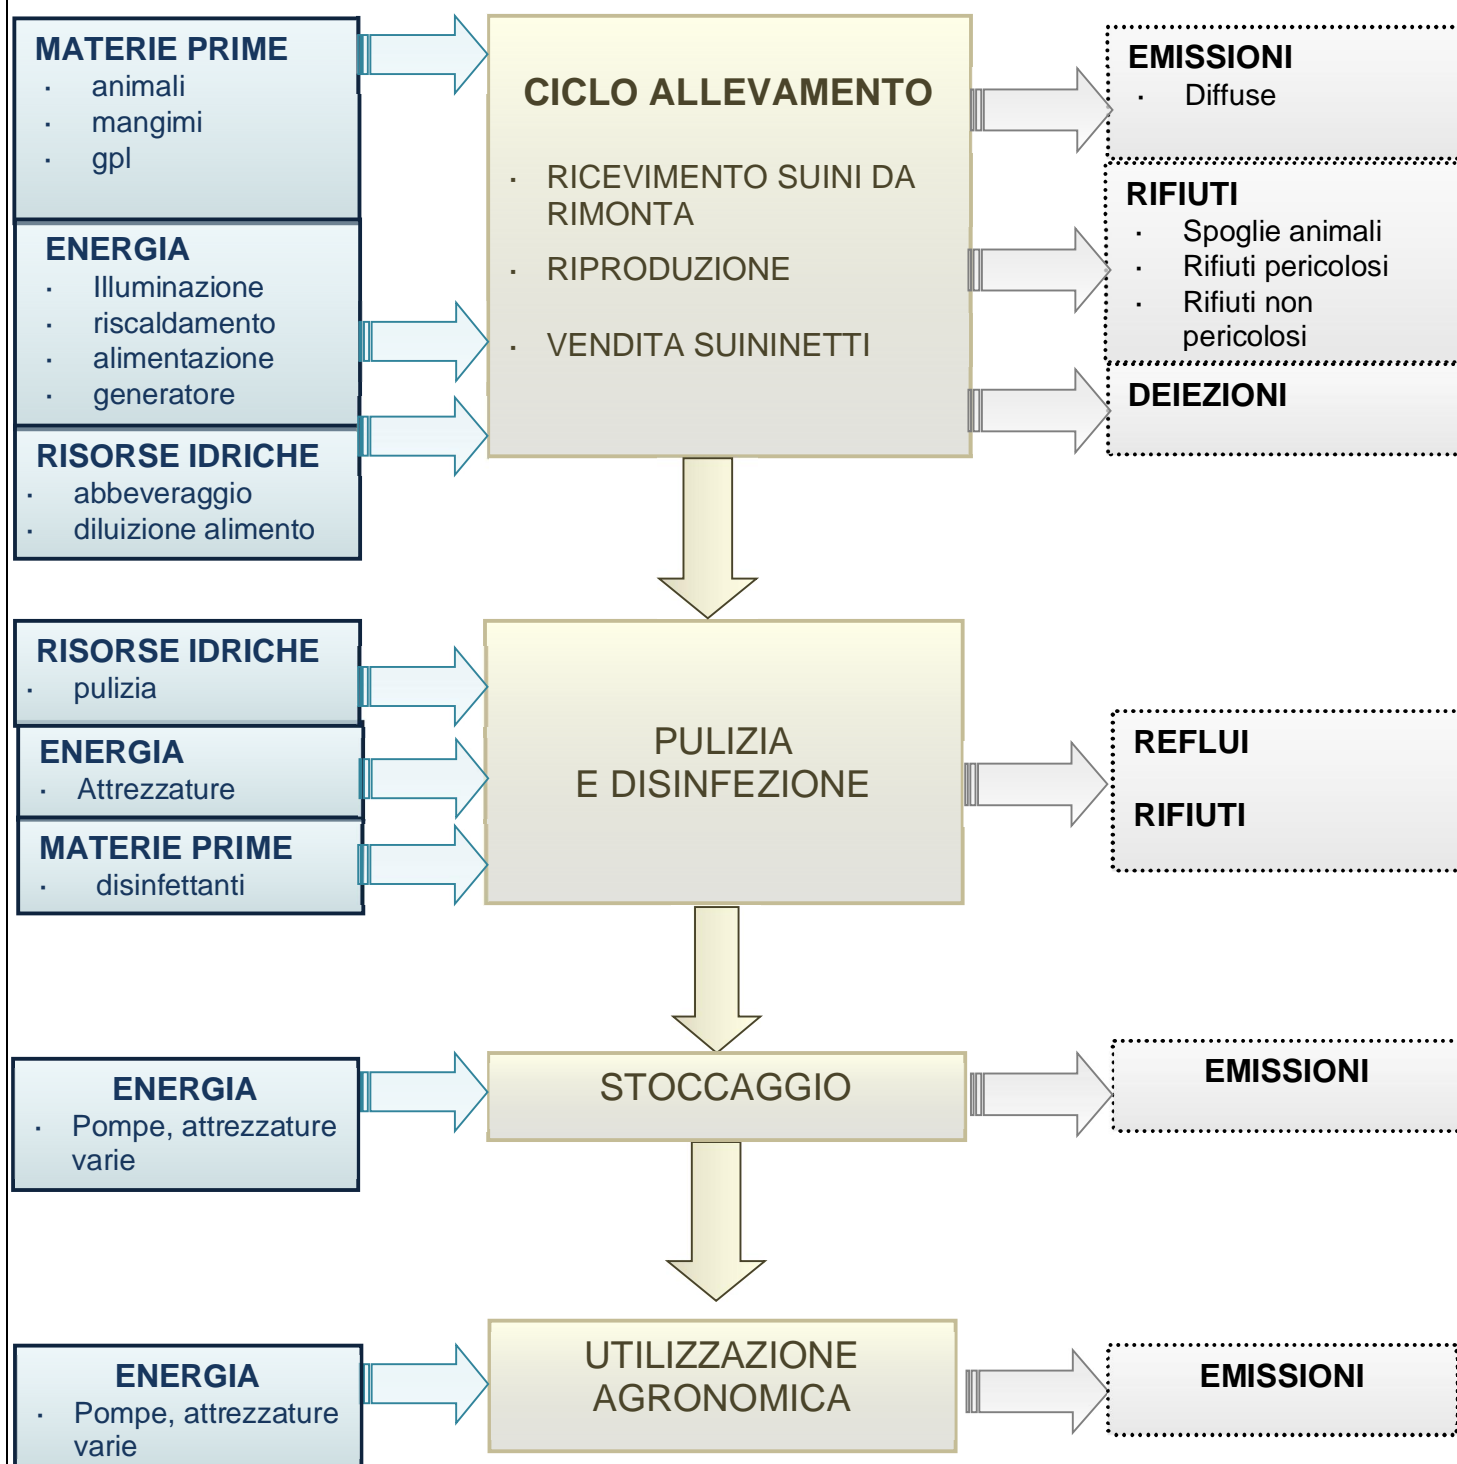 MATERIE PRIME
· animali
· mangimi
· gpl
ENERGIA
· Illuminazione
· riscaldamento
· alimentazione
· generatore
RISORSE IDRICHE
· abbeveraggio
· diluizione alimento
CICLO ALLEVAMENTO
· RICEVIMENTO SUINI DA
RIMONTA
· RIPRODUZIONE
· VENDITA SUININETTI
EMISSIONI
· Diffuse
RIFIUTI
· Spoglie animali
· Rifiuti pericolosi
· Rifiuti non
pericolosi
DEIEZIONI
RISORSE IDRICHE
· pulizia
ENERGIA
· Attrezzature
MATERIE PRIME
· disinfettanti
PULIZIA
E DISINFEZIONE
REFLUI
RIFIUTI
ENERGIA
· Pompe, attrezzature
varie
STOCCAGGIO
EMISSIONI
ENERGIA
· Pompe, attrezzature
varie
UTILIZZAZIONE
AGRONOMICA
EMISSIONI